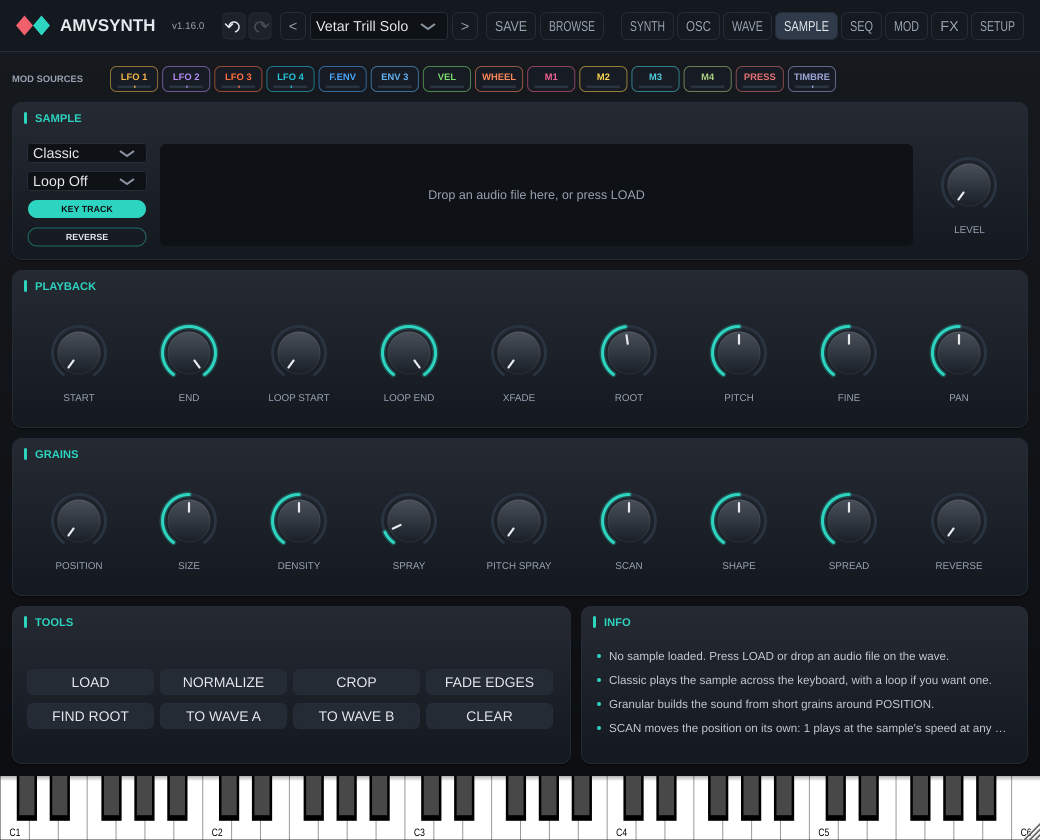 AMVSYNTH v1.16.0 < Vetar Trill Solo > SAVE BROWSE SYNTH OSC WAVE SAMPLE SEQ MOD FX SETUP
MOD SOURCES LFO 1 LFO 2 LFO 3 LFO 4 F.ENV ENV 3 VEL WHEEL M1 M2 M3 M4 PRESS TIMBRE
SAMPLE
Classic
Loop Off
KEY TRACK
REVERSE
Drop an audio file here, or press LOAD
LEVEL
PLAYBACK
START END LOOP START LOOP END XFADE ROOT PITCH FINE PAN
GRAINS
POSITION SIZE DENSITY SPRAY PITCH SPRAY SCAN SHAPE SPREAD REVERSE
TOOLS
LOAD NORMALIZE CROP FADE EDGES
FIND ROOT TO WAVE A TO WAVE B CLEAR
INFO
No sample loaded. Press LOAD or drop an audio file on the wave.
Classic plays the sample across the keyboard, with a loop if you want one.
Granular builds the sound from short grains around POSITION.
SCAN moves the position on its own: 1 plays at the sample's speed at any …
C1 C2 C3 C4 C5 C6